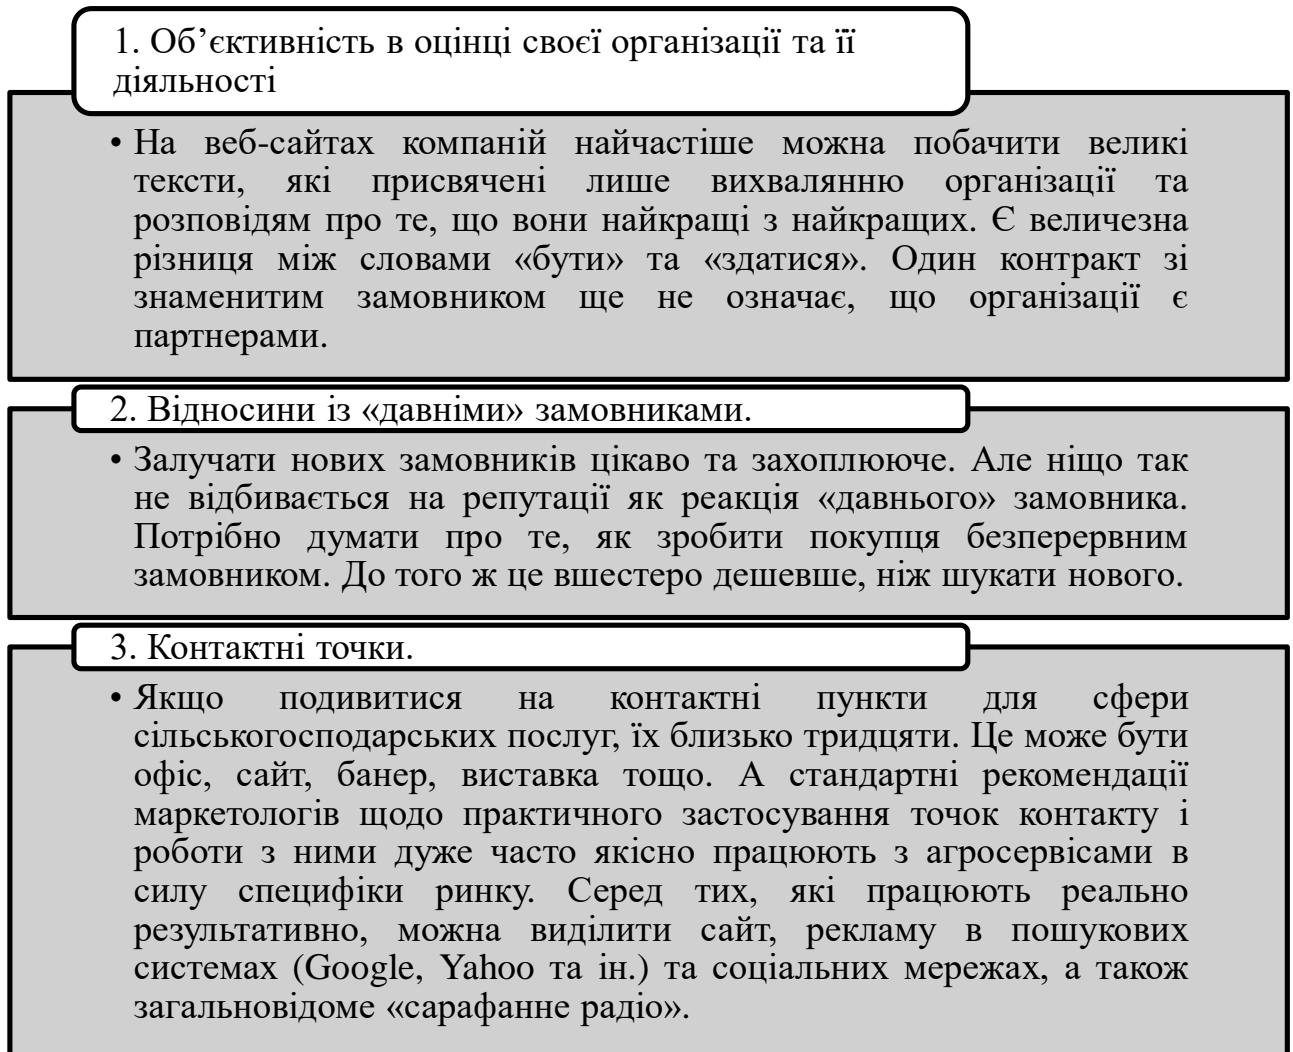 1. Об’єктивність в оцінці своєї організації та її
діяльності
• На веб-сайтах компаній найчастіше можна побачити великі
тексти, які присвячені лише вихвалянню організації та
розповідям про те, що вони найкращі з найкращих. Є величезна
різниця між словами «бути» та «здатися». Один контракт зі
знаменитим замовником ще не означає, що організації є
партнерами.
2. Відносини із «давніми» замовниками.
• Залучати нових замовників цікаво та захоплююче. Але ніщо так
не відбивається на репутації як реакція «давнього» замовника.
Потрібно думати про те, як зробити покупця безперервним
замовником. До того ж це вшестеро дешевше, ніж шукати нового.
3. Контактні точки.
• Якщо подивитися на контактні пункти для сфери
сільськогосподарських послуг, їх близько тридцяти. Це може бути
офіс, сайт, банер, виставка тощо. А стандартні рекомендації
маркетологів щодо практичного застосування точок контакту і
роботи з ними дуже часто якісно працюють з агросервісами в
силу специфіки ринку. Серед тих, які працюють реально
результативно, можна виділити сайт, рекламу в пошукових
системах (Google, Yahoo та ін.) та соціальних мережах, а також
загальновідоме «сарафанне радіо».